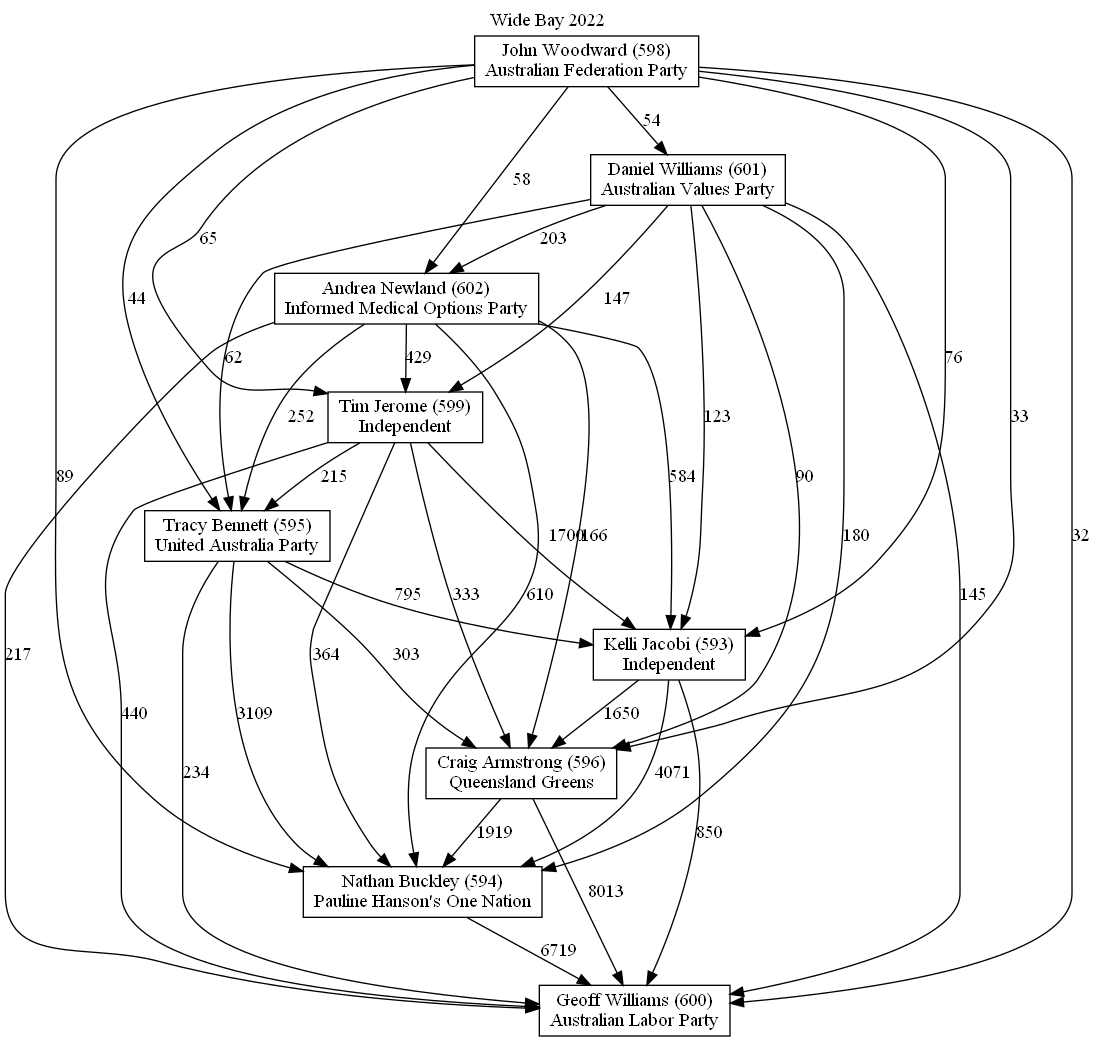 Wide Bay 2022
John Woodward (598)
Australian Federation Party
54
58
Daniel Williams (601)
Australian Values Party
65
203
44
Andrea Newland (602)
Informed Medical Options Party
147
62
429
76
252
Tim Jerome (599)
Independent
123
33
89
215
584
90
Tracy Bennett (595)
United Australia Party
1700
166
180
32
795
333
610
145
217
364
303
Kelli Jacobi (593)
Independent
440
3109
1650
234
Craig Armstrong (596)
Queensland Greens
4071
1919
850
Nathan Buckley (594)
Pauline Hanson's One Nation
8013
6719
Geoff Williams (600)
Australian Labor Party